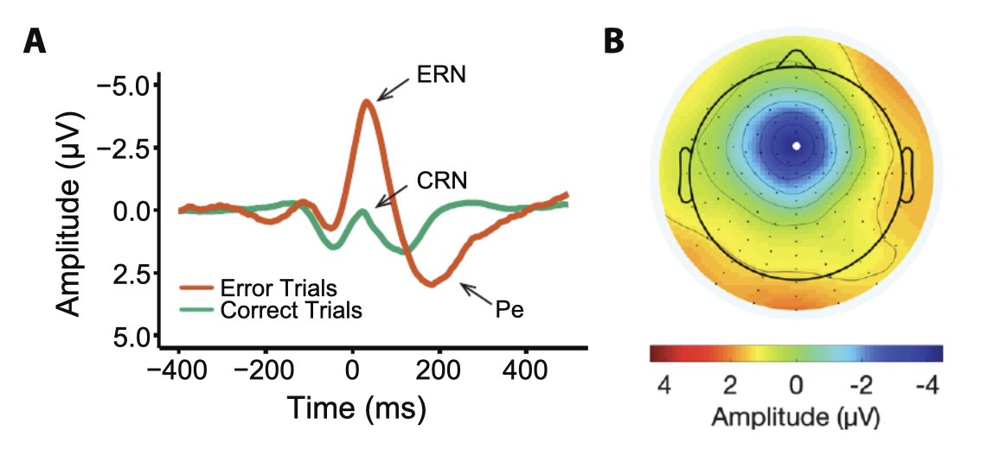 A
B
ERN
−5.0
−2.5
CRN
0.0
2.5
Error Trials
Correct Trials
Pe
5.0
Amplitude (μV)
−400 −200 0 200 400
Time (ms)
4 2 0 -2 -4
Amplitude (μV)